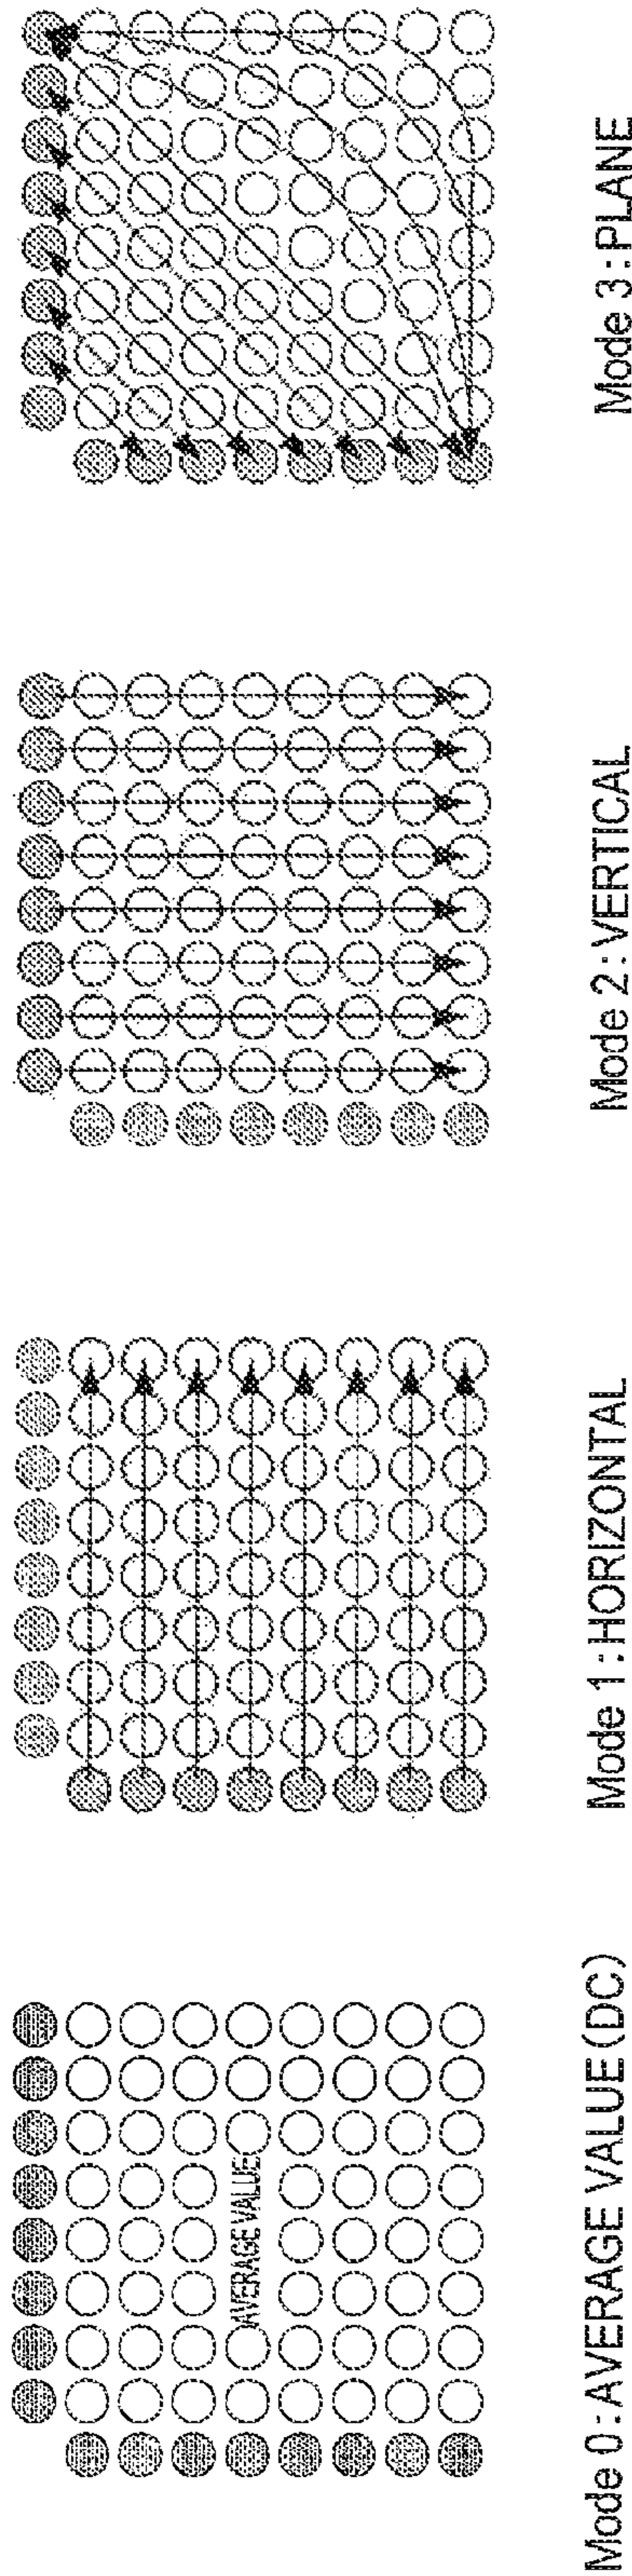 AVERAGE VALUE
Mode 0 : AVERAGE VALUE (DC)
Mode 1 : HORIZONTAL
Mode 2 : VERTICAL
Mode 3 : PLANE